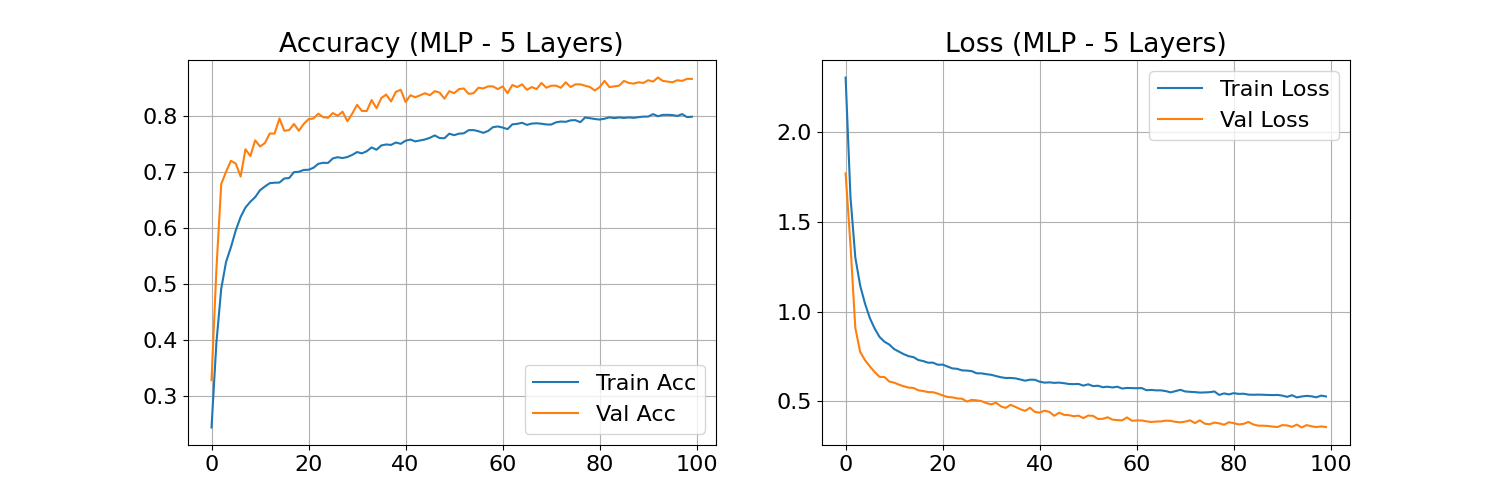 Accuracy (MLP - 5 Layers)
0.8
0.7
0.6
0.5
0.4
0.3
0 20 40 60 80 100
Train Acc
Val Acc
Loss (MLP - 5 Layers)
2.0
1.5
1.0
0.5
0 20 40 60 80 100
Train Loss
Val Loss